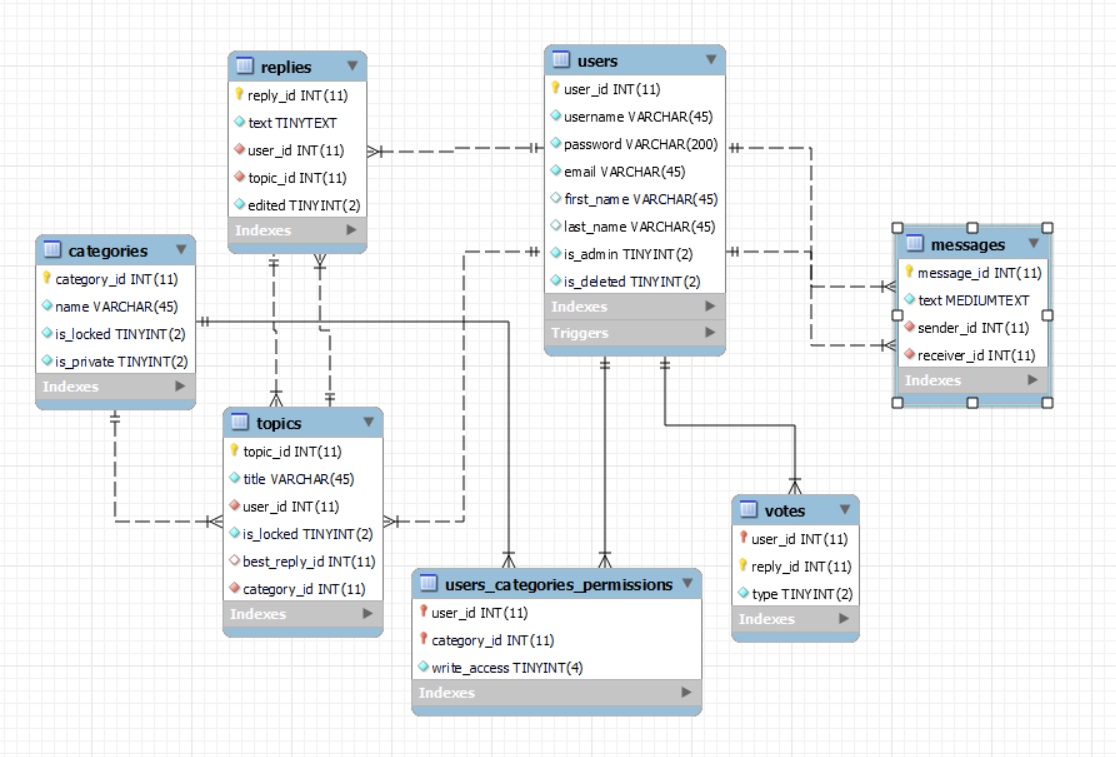 replies
reply_id INT(11)
text TINYTEXT
user_id INT(11)
topic_id INT(11)
edited TINYINT(2)
Indexes
users
user_id INT(11)
username VARCHAR(45)
password VARCHAR(200)
email VARCHAR(45)
first_name VARCHAR(45)
last_name VARCHAR(45)
is_admin TINYINT(2)
is_deleted TINYINT(2)
Indexes
Triggers
messages
message_id INT(11)
text MEDIUMTEXT
sender_id INT(11)
receiver_id INT(11)
Indexes
categories
category_id INT(11)
name VARCHAR(45)
is_locked TINYINT(2)
is_private TINYINT(2)
Indexes
topics
topic_id INT(11)
title VARCHAR(45)
user_id INT(11)
is_locked TINYINT(2)
best_reply_id INT(11)
category_id INT(11)
Indexes
users_categories_permissions
user_id INT(11)
category_id INT(11)
write_access TINYINT(4)
Indexes
votes
user_id INT(11)
reply_id INT(11)
type TINYINT(2)
Indexes